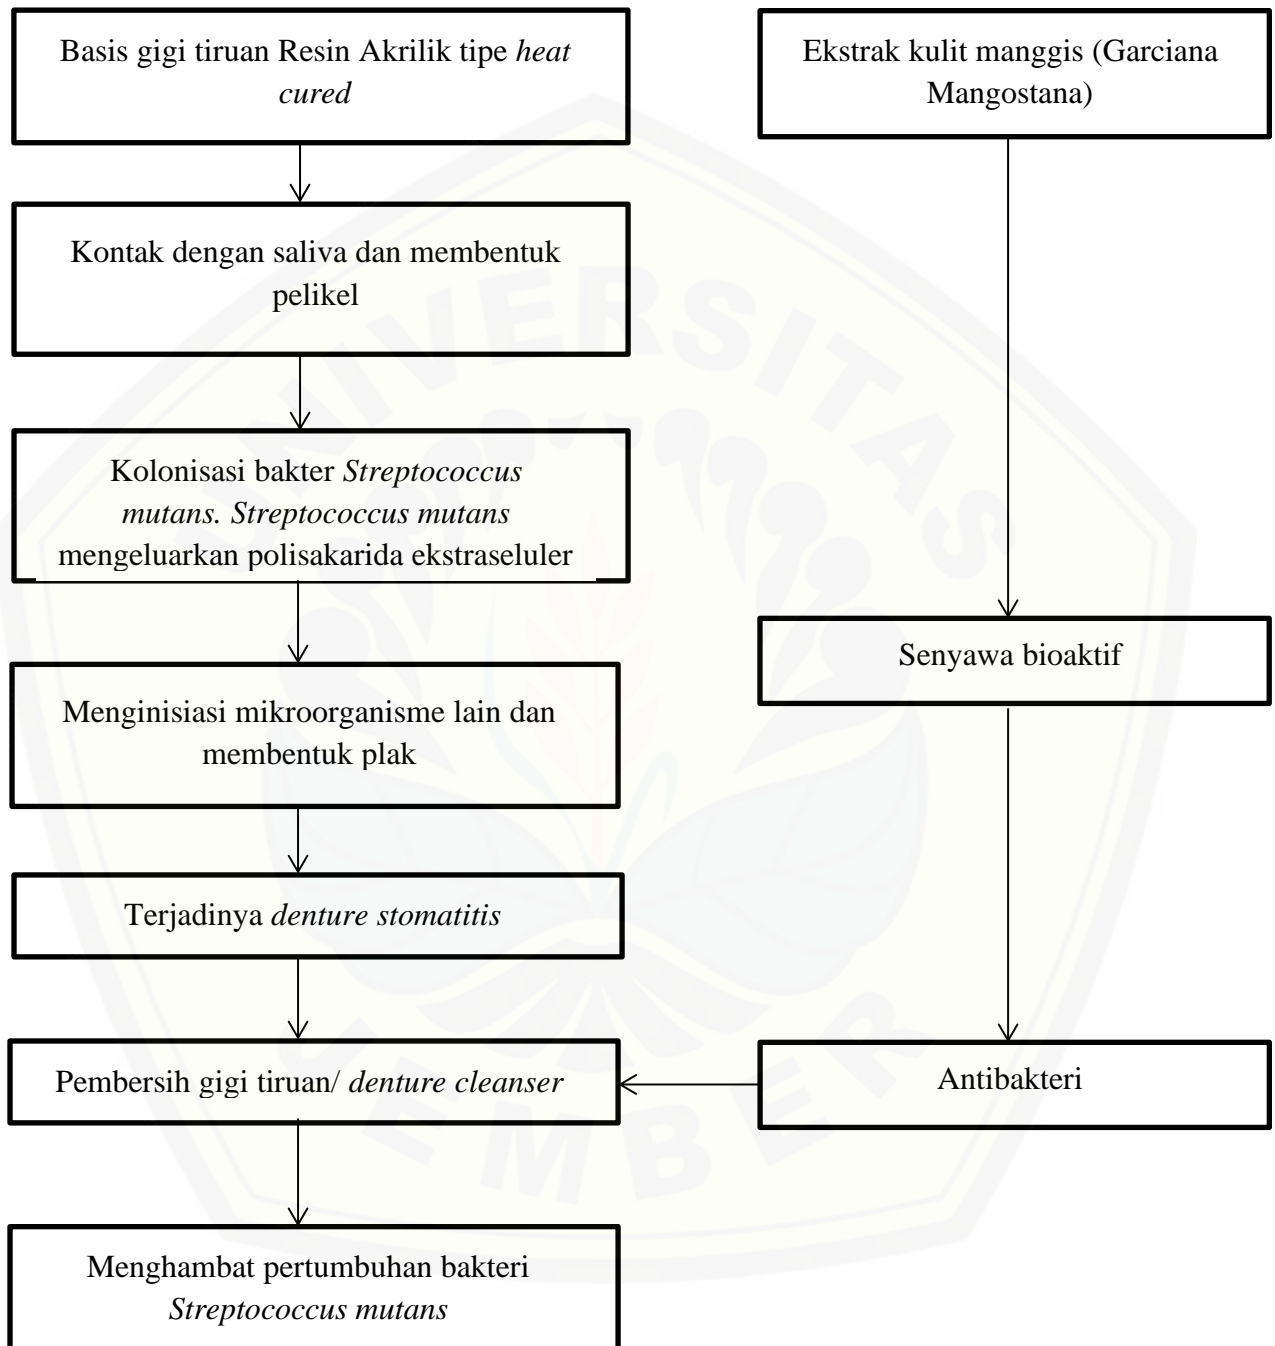 Basis gigi tiruan Resin Akrilik tipe heat
cured
Ekstrak kulit manggis (Garciana
Mangostana)
Kontak dengan saliva dan membentuk
pelikel
Kolonisasi bakter Streptococcus
mutans. Streptococcus mutans
mengeluarkan polisakarida ekstraseluler
Senyawa bioaktif
Menginisiasi mikroorganisme lain dan
membentuk plak
Terjadinya denture stomatitis
Pembersih gigi tiruan/ denture cleanser
Antibakteri
Menghambat pertumbuhan bakteri
Streptococcus mutans
UNIVERSITAS
JEMBER